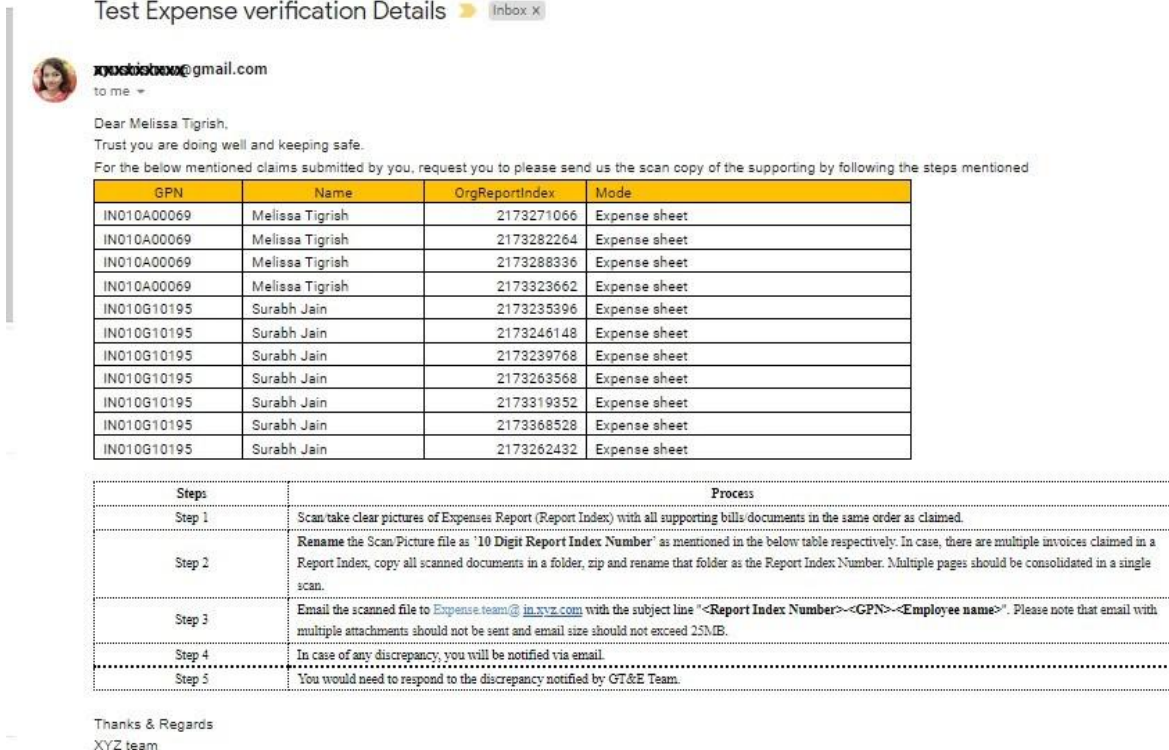 Test Expense verification Details
Inbox x
@gmail.com
to me
Dear Melissa Tigrish,
Trust you are doing well and keeping safe.
For the below mentioned claims submitted by you, request you to please send us the scan copy of the supporting by following the steps mentioned
GPN Name OrgReportIndex Mode
IN010A00069 Melissa Tigrish 2173271066 Expense sheet
IN010A00069 Melissa Tigrish 2173282264 Expense sheet
IN010A00069 Melissa Tigrish 2173288336 Expense sheet
IN010A00069 Melissa Tigrish 2173323662 Expense sheet
IN010G10195 Surabh Jain 2173235396 Expense sheet
IN010G10195 Surabh Jain 2173246148 Expense sheet
IN010G10195 Surabh Jain 2173239768 Expense sheet
IN010G10195 Surabh Jain 2173263568 Expense sheet
IN010G10195 Surabh Jain 2173319352 Expense sheet
IN010G10195 Surabh Jain 2173368528 Expense sheet
IN010G10195 Surabh Jain 2173262432 Expense sheet
Steps Process
Step 1 Scan/take clear pictures of Expenses Report (Report Index) with all supporting bills/documents in the same order as claimed.
Rename the Scan/Picture file as '10 Digit Report Index Number' as mentioned in the below table respectively. In case, there are multiple invoices claimed in a
Step 2 Report Index, copy all scanned documents in a folder, zip and rename that folder as the Report Index Number. Multiple pages should be consolidated in a single
scan.
Step 3 Email the scanned file to Expense.team@ in.xyz.com with the subject line "<Report Index Number>-<GPN>-<Employee name>". Please note that email with
multiple attachments should not be sent and email size should not exceed 25MB.
Step 4 In case of any discrepancy, you will be notified via email.
Step 5 You would need to respond to the discrepancy notified by GT&E Team.
Thanks & Regards
XYZ team